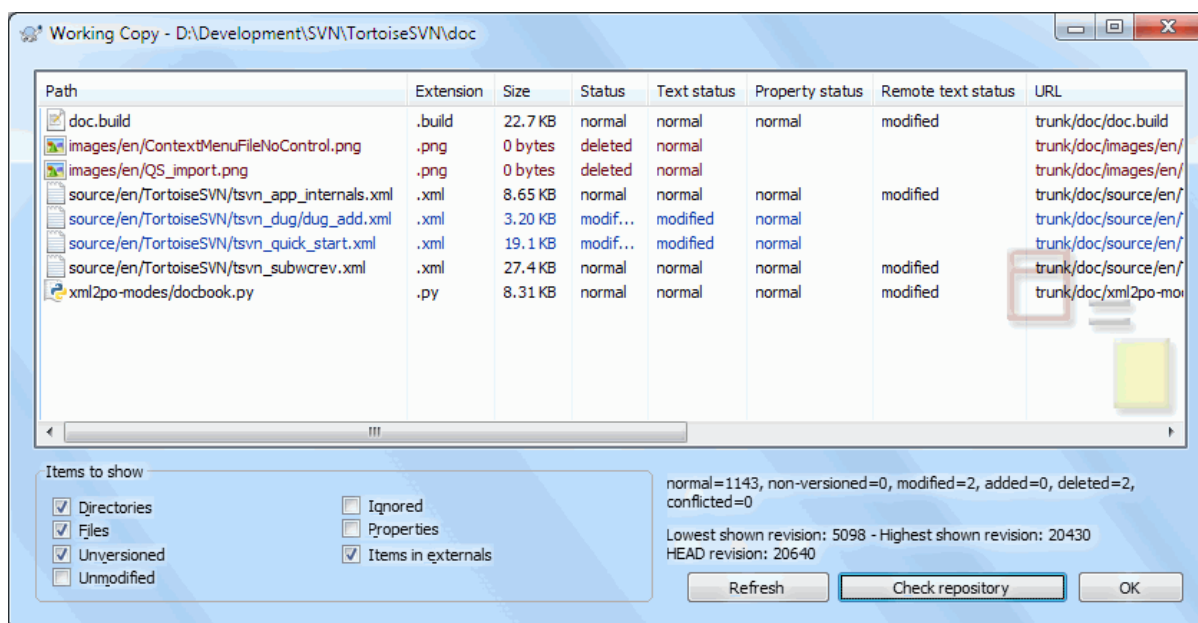 Working Copy - D:\Development\SVN\TortoiseSVN\doc
Path Extension Size Status Text status Property status Remote text status URL
doc.build .build 22.7 KB normal normal normal modified trunk/doc/doc.build
images/en/ContextMenuFileNoControl.png .png 0 bytes deleted normal trunk/doc/images/en/
images/en/QS_import.png .png 0 bytes deleted normal trunk/doc/images/en/
source/en/TortoiseSVN/tsvn_app_internals.xml .xml 8.65 KB normal normal normal modified trunk/doc/source/en/
source/en/TortoiseSVN/tsvn_dug/dug_add.xml .xml 3.20 KB modif... modified normal trunk/doc/source/en/
source/en/TortoiseSVN/tsvn_quick_start.xml .xml 19.1 KB modif... modified normal trunk/doc/source/en/
source/en/TortoiseSVN/tsvn_subwcrev.xml .xml 27.4 KB normal normal normal modified trunk/doc/source/en/
xml2po-modes/docbook.py .py 8.31 KB normal normal normal modified trunk/doc/xml2po-mo
Items to show
Directories
Files
Unversioned
Unmodified
Ignored
Properties
Items in externals
normal=1143, non-versioned=0, modified=2, added=0, deleted=2,
conflicted=0
Lowest shown revision: 5098 - Highest shown revision: 20430
HEAD revision: 20640
Refresh Check repository OK